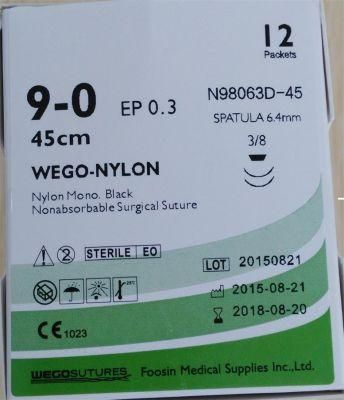 12
Packets
9-0 EP 0.3
45cm
N98063D-45
SPATULA 6.4mm
3/8
WEGO-NYLON
Nylon Mono. Black
Nonabsorbable Surgical Suture
2 STERILE EO
LOT 20150821
2015-08-21
2018-08-20
CE 1023
WEGOSUTURES Foosin Medical Supplies Inc.,Ltd.